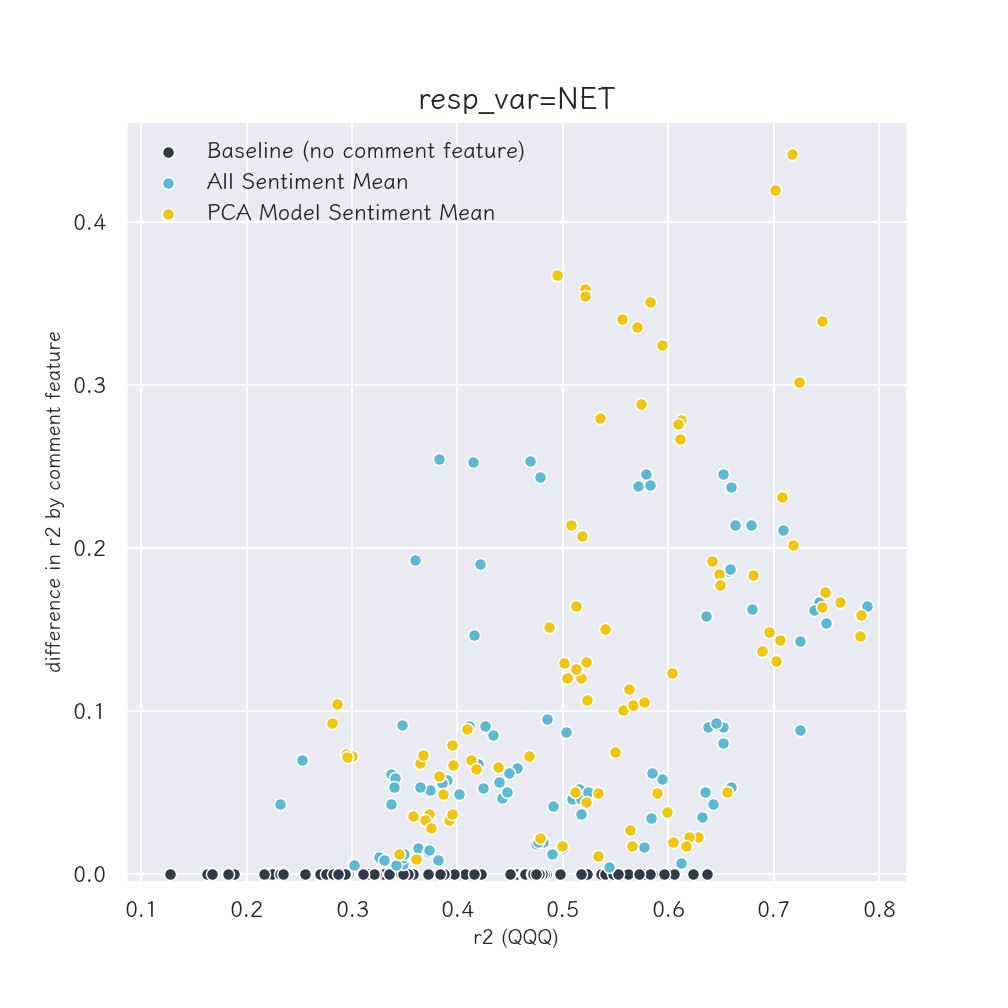 resp_var=NET
Baseline (no comment feature)
All Sentiment Mean
PCA Model Sentiment Mean
difference in r2 by comment feature
0.4
0.3
0.2
0.1
0.0
0.1 0.2 0.3 0.4 0.5 0.6 0.7 0.8
r2 (QQQ)